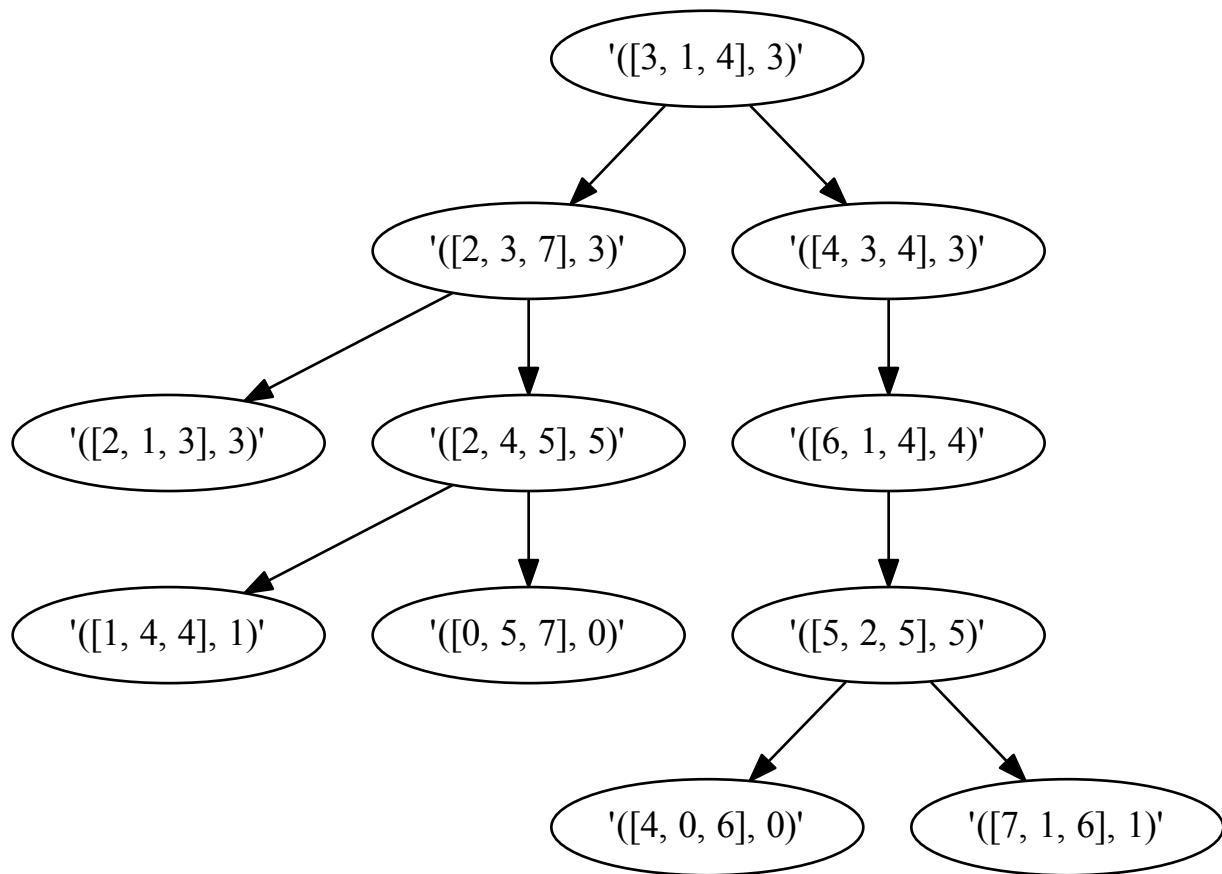 '([3, 1, 4], 3)'
'([2, 3, 7], 3)'
'([4, 3, 4], 3)'
'([2, 1, 3], 3)'
'([2, 4, 5], 5)'
'([6, 1, 4], 4)'
'([1, 4, 4], 1)'
'([0, 5, 7], 0)'
'([5, 2, 5], 5)'
'([4, 0, 6], 0)'
'([7, 1, 6], 1)'